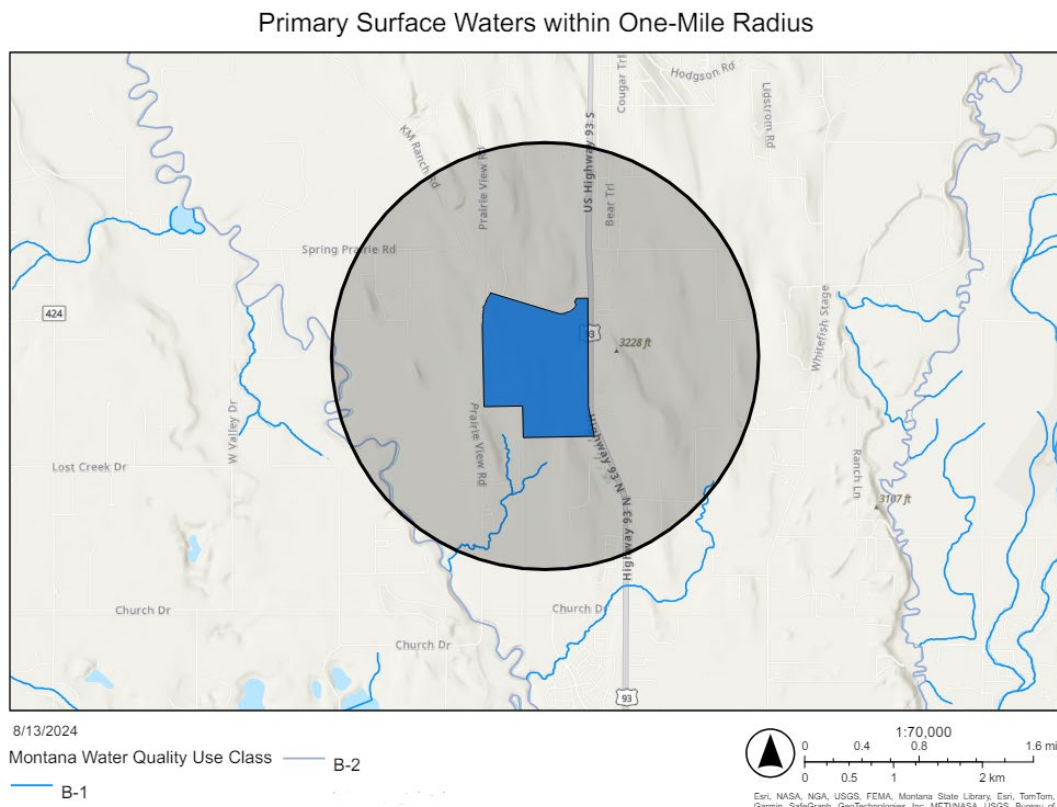 Primary Surface Waters within One-Mile Radius
Hodgson Rd
Cougar Trl
Lidstrom Rd
KM Ranch Rd
Prairie View Rd
US Highway 93 S
Bear Trl
Spring Prairie Rd
424
93
3228 ft
Whitefish Stage
W Valley Dr
Prairie View Rd
Highway 93 N
Lost Creek Dr
Ranch Ln
3107 ft
Highway 93 N
Church Dr
Church Dr
Church Dr
93
8/13/2024
Montana Water Quality Use Class
B-2
B-1
1:70,000
0 0.4 0.8 1.6 mi
0 0.5 1 2 km
Esri, NASA, NGA, USGS, FEMA, Montana State Library, Esri, TomTom,